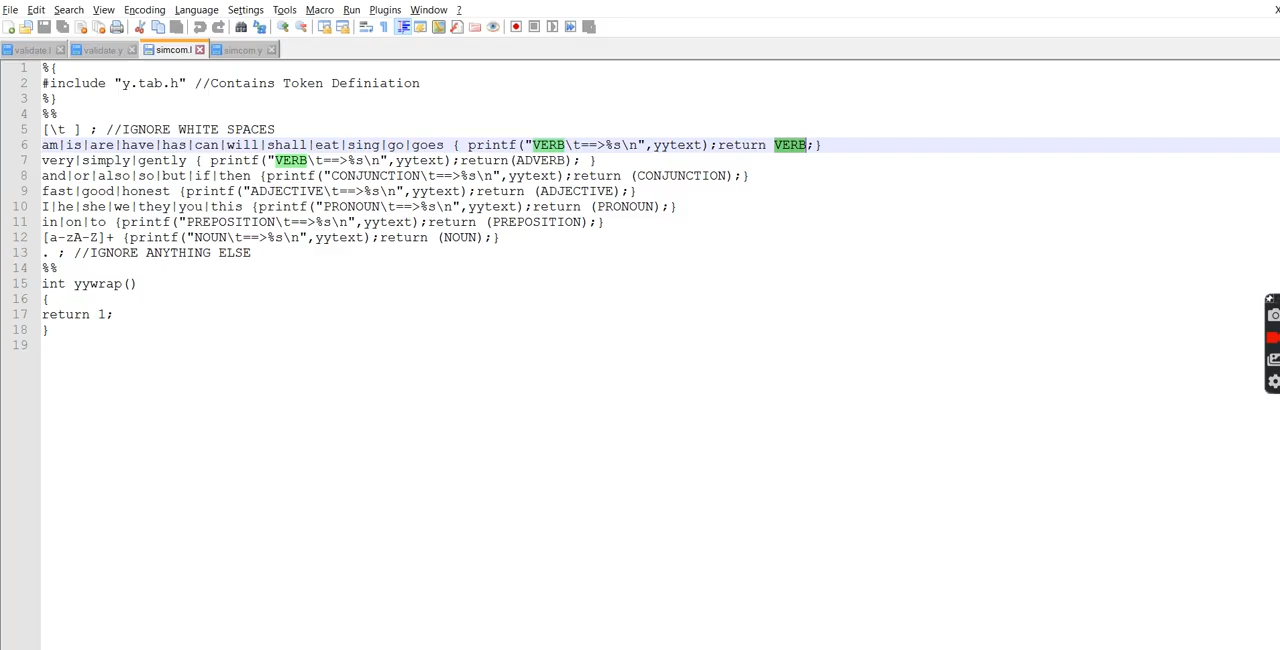 File Edit Search View Encoding Language Settings Tools Macro Run Plugins Window ? X
validate.l validate.y simcom.l simcom y
1 %{
2 #include "y.tab.h" //Contains Token Definiation
3 %}
4 %%
5 [\t ] ; //IGNORE WHITE SPACES
6 am|is|are|have|has|can|will|shall|eat|sing|go|goes { printf("VERB\t==>%s\n",yytext);return VERB;}
7 very|simply|gently { printf("VERB\t==>%s\n",yytext);return(ADVERB); }
8 and|or|also|so|but|if|then {printf("CONJUNCTION\t==>%s\n",yytext);return (CONJUNCTION);}
9 fast|good|honest {printf("ADJECTIVE\t==>%s\n",yytext);return (ADJECTIVE);}
10 I|he|she|we|they|you|this {printf("PRONOUN\t==>%s\n",yytext);return (PRONOUN);}
11 in|on|to {printf("PREPOSITION\t==>%s\n",yytext);return (PREPOSITION);}
12 [a-zA-Z]+ {printf("NOUN\t==>%s\n",yytext);return (NOUN);}
13 . ; //IGNORE ANYTHING ELSE
14 %%
15 int yywrap()
16 {
17 return 1;
18 }
19